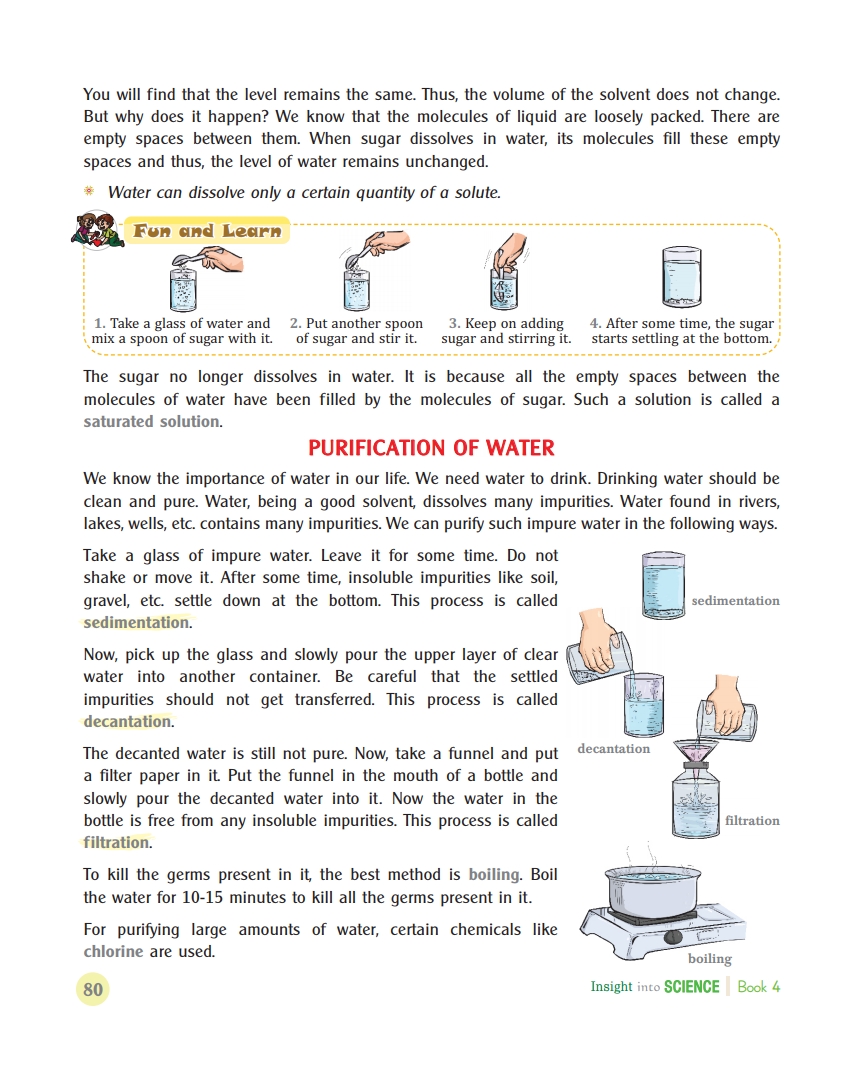 You will find that the level remains the same. Thus, the volume of the solvent does not change.
But why does it happen? We know that the molecules of liquid are loosely packed. There are
empty spaces between them. When sugar dissolves in water, its molecules fill these empty
spaces and thus, the level of water remains unchanged.
Water can dissolve only a certain quantity of a solute.
Fun and Learn
1. Take a glass of water and
mix a spoon of sugar with it.
2. Put another spoon
of sugar and stir it.
3. Keep on adding
sugar and stirring it.
4. After some time, the sugar
starts settling at the bottom.
The sugar no longer dissolves in water. It is because all the empty spaces between the
molecules of water have been filled by the molecules of sugar. Such a solution is called a
saturated solution.
PURIFICATION OF WATER
We know the importance of water in our life. We need water to drink. Drinking water should be
clean and pure. Water, being a good solvent, dissolves many impurities. Water found in rivers,
lakes, wells, etc. contains many impurities. We can purify such impure water in the following ways.
Take a glass of impure water. Leave it for some time. Do not
shake or move it. After some time, insoluble impurities like soil,
gravel, etc. settle down at the bottom. This process is called
sedimentation.
sedimentation
Now, pick up the glass and slowly pour the upper layer of clear
water into another container. Be careful that the settled
impurities should not get transferred. This process is called
decantation.
decantation
The decanted water is still not pure. Now, take a funnel and put
a filter paper in it. Put the funnel in the mouth of a bottle and
slowly pour the decanted water into it. Now the water in the
bottle is free from any insoluble impurities. This process is called
filtration.
filtration
To kill the germs present in it, the best method is boiling. Boil
the water for 10-15 minutes to kill all the germs present in it.
For purifying large amounts of water, certain chemicals like
chlorine are used.
boiling
80
Insight into SCIENCE Book 4